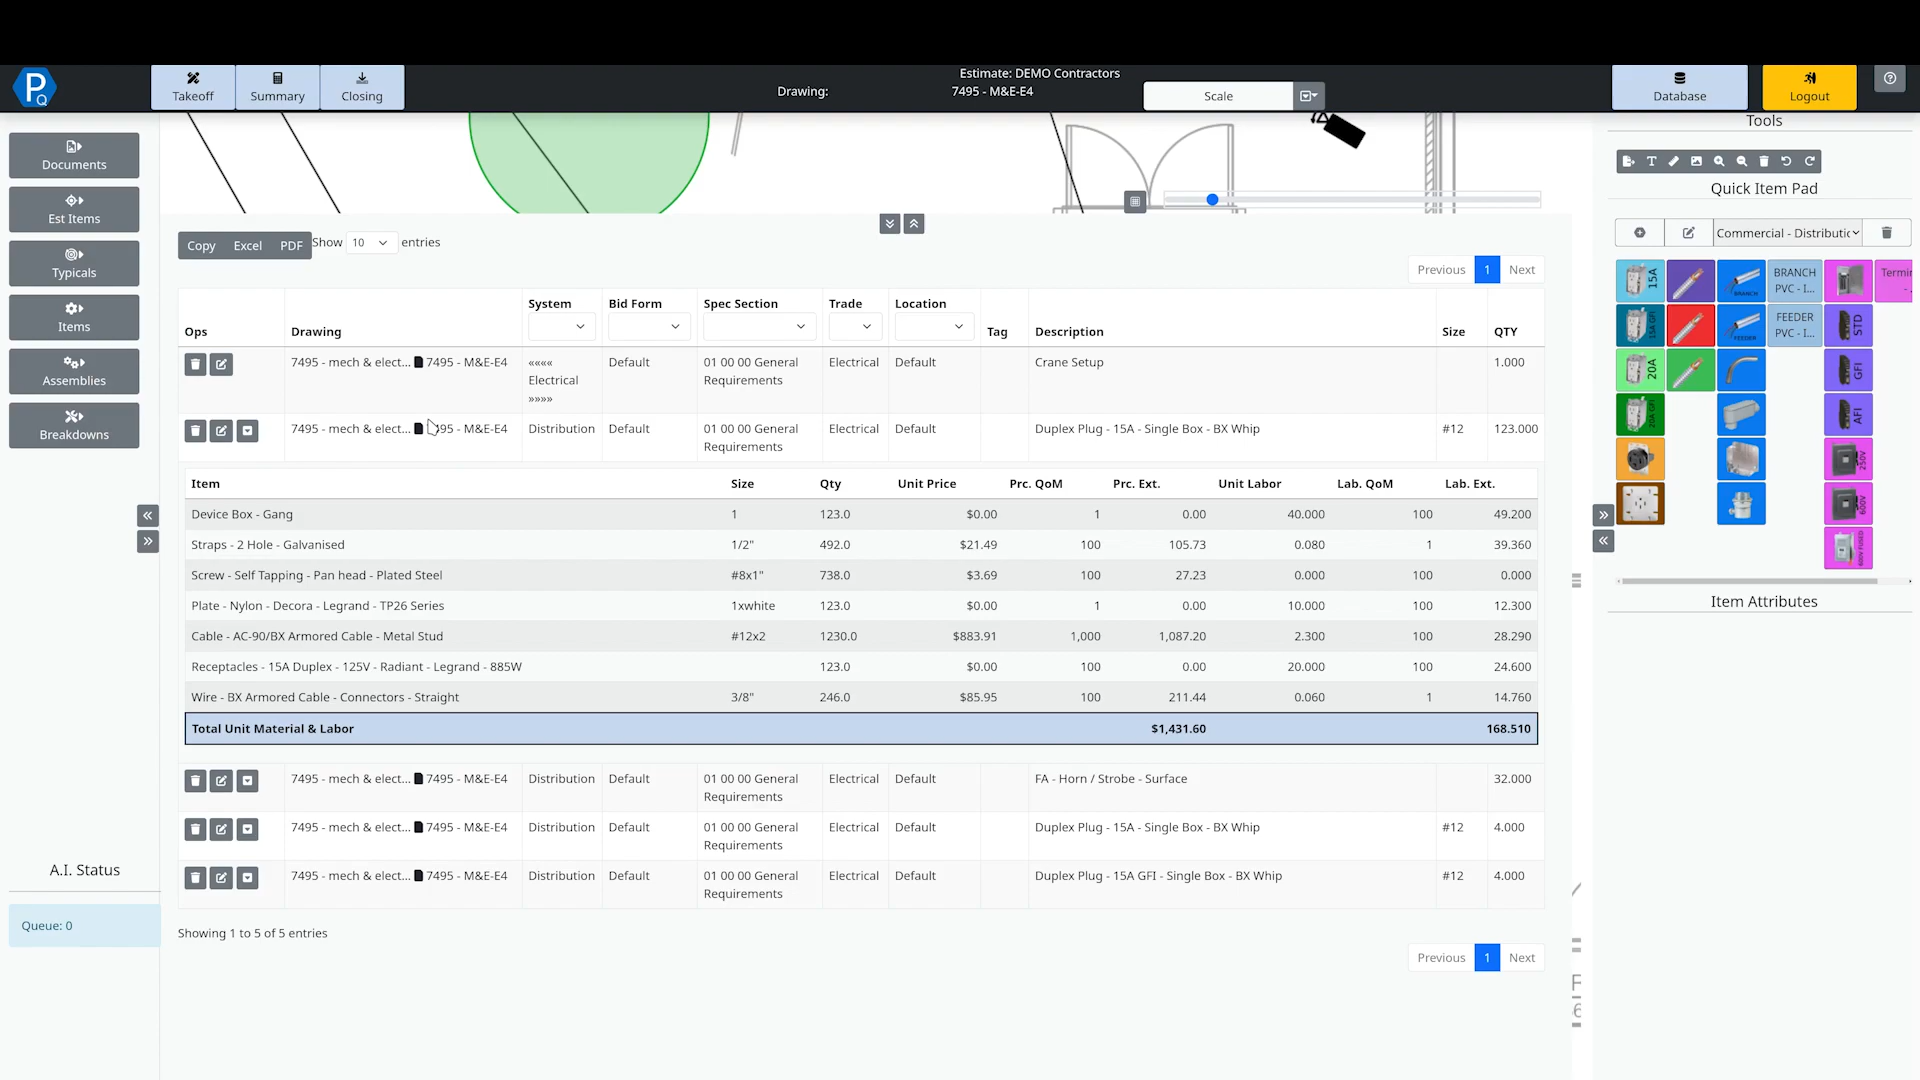 PQ
Takeoff
Summary
Closing
Estimate: DEMO Contractors
Drawing: 7495 - M&E-E4
Scale
Database
Logout
Documents
Est Items
Typicals
Items
Assemblies
Breakdowns
A.I. Status
Queue: 0
Copy Excel PDF Show 10 entries
Previous 1 Next
Ops Drawing System Bid Form Spec Section Trade Location Tag Description Size QTY
7495 - mech & elect... 7495 - M&E-E4 «««« Electrical »»»» Default 01 00 00 General Requirements Electrical Default Crane Setup 1.000
7495 - mech & elect... 7495 - M&E-E4 Distribution Default 01 00 00 General Requirements Electrical Default Duplex Plug - 15A - Single Box - BX Whip #12 123.000
Item Size Qty Unit Price Prc. QoM Prc. Ext. Unit Labor Lab. QoM Lab. Ext.
Device Box - Gang 1 123.0 $0.00 1 0.00 40.000 100 49.200
Straps - 2 Hole - Galvanised 1/2" 492.0 $21.49 100 105.73 0.080 1 39.360
Screw - Self Tapping - Pan head - Plated Steel #8x1" 738.0 $3.69 100 27.23 0.000 100 0.000
Plate - Nylon - Decora - Legrand - TP26 Series 1xwhite 123.0 $0.00 1 0.00 10.000 100 12.300
Cable - AC-90/BX Armored Cable - Metal Stud #12x2 1230.0 $883.91 1,000 1,087.20 2.300 100 28.290
Receptacles - 15A Duplex - 125V - Radiant - Legrand - 885W 123.0 $0.00 100 0.00 20.000 100 24.600
Wire - BX Armored Cable - Connectors - Straight 3/8" 246.0 $85.95 100 211.44 0.060 1 14.760
Total Unit Material & Labor $1,431.60 168.510
7495 - mech & elect... 7495 - M&E-E4 Distribution Default 01 00 00 General Requirements Electrical Default FA - Horn / Strobe - Surface 32.000
7495 - mech & elect... 7495 - M&E-E4 Distribution Default 01 00 00 General Requirements Electrical Default Duplex Plug - 15A - Single Box - BX Whip #12 4.000
7495 - mech & elect... 7495 - M&E-E4 Distribution Default 01 00 00 General Requirements Electrical Default Duplex Plug - 15A GFI - Single Box - BX Whip #12 4.000
Showing 1 to 5 of 5 entries
Previous 1 Next
Tools
Quick Item Pad
Commercial - Distributic
15A BRANCH BRANCH PVC - I... Termi
15A GFI FEEDER FEEDER PVC - I... STD
20A GFI
20A GFI AFI
250V
600V
600V FUSED
Item Attributes